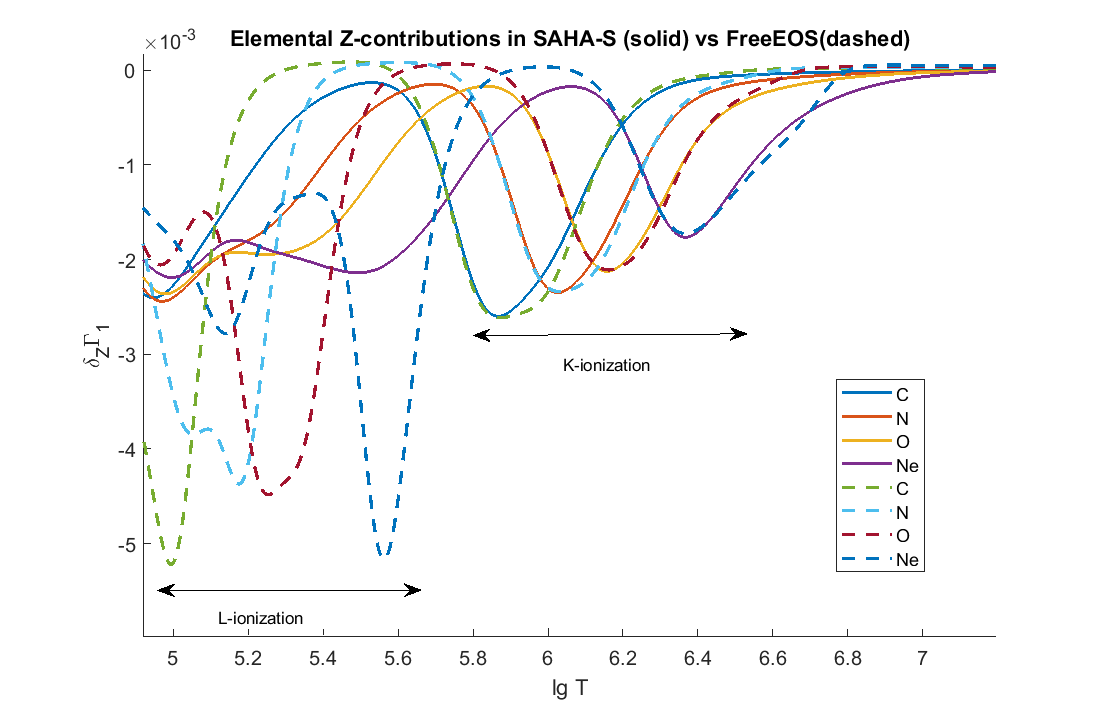 ×10⁻³
Elemental Z-contributions in SAHA-S (solid) vs FreeEOS(dashed)
0
-1
-2
-3
-4
-5
δ_ZΓ_1
K-ionization
L-ionization
C
N
O
Ne
C
N
O
Ne
5
5.2
5.4
5.6
5.8
6
6.2
6.4
6.6
6.8
7
lg T